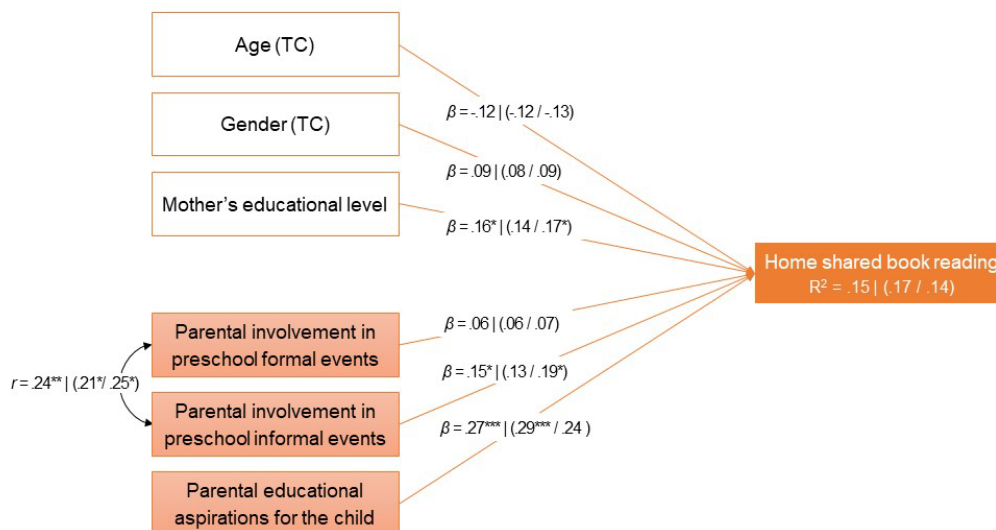 Age (TC)
Gender (TC)
Mother's educational level
Parental involvement in
preschool formal events
Parental involvement in
preschool informal events
Parental educational
aspirations for the child
r = .24** | (.21*/ .25*)
β = -.12 | (-.12 / -.13)
β = .09 | (.08 / .09)
β = .16* | (.14 / .17*)
β = .06 | (.06 / .07)
β = .15* | (.13 / .19*)
β = .27*** | (.29*** / .24 )
Home shared book reading
R² = .15 | (.17 / .14)